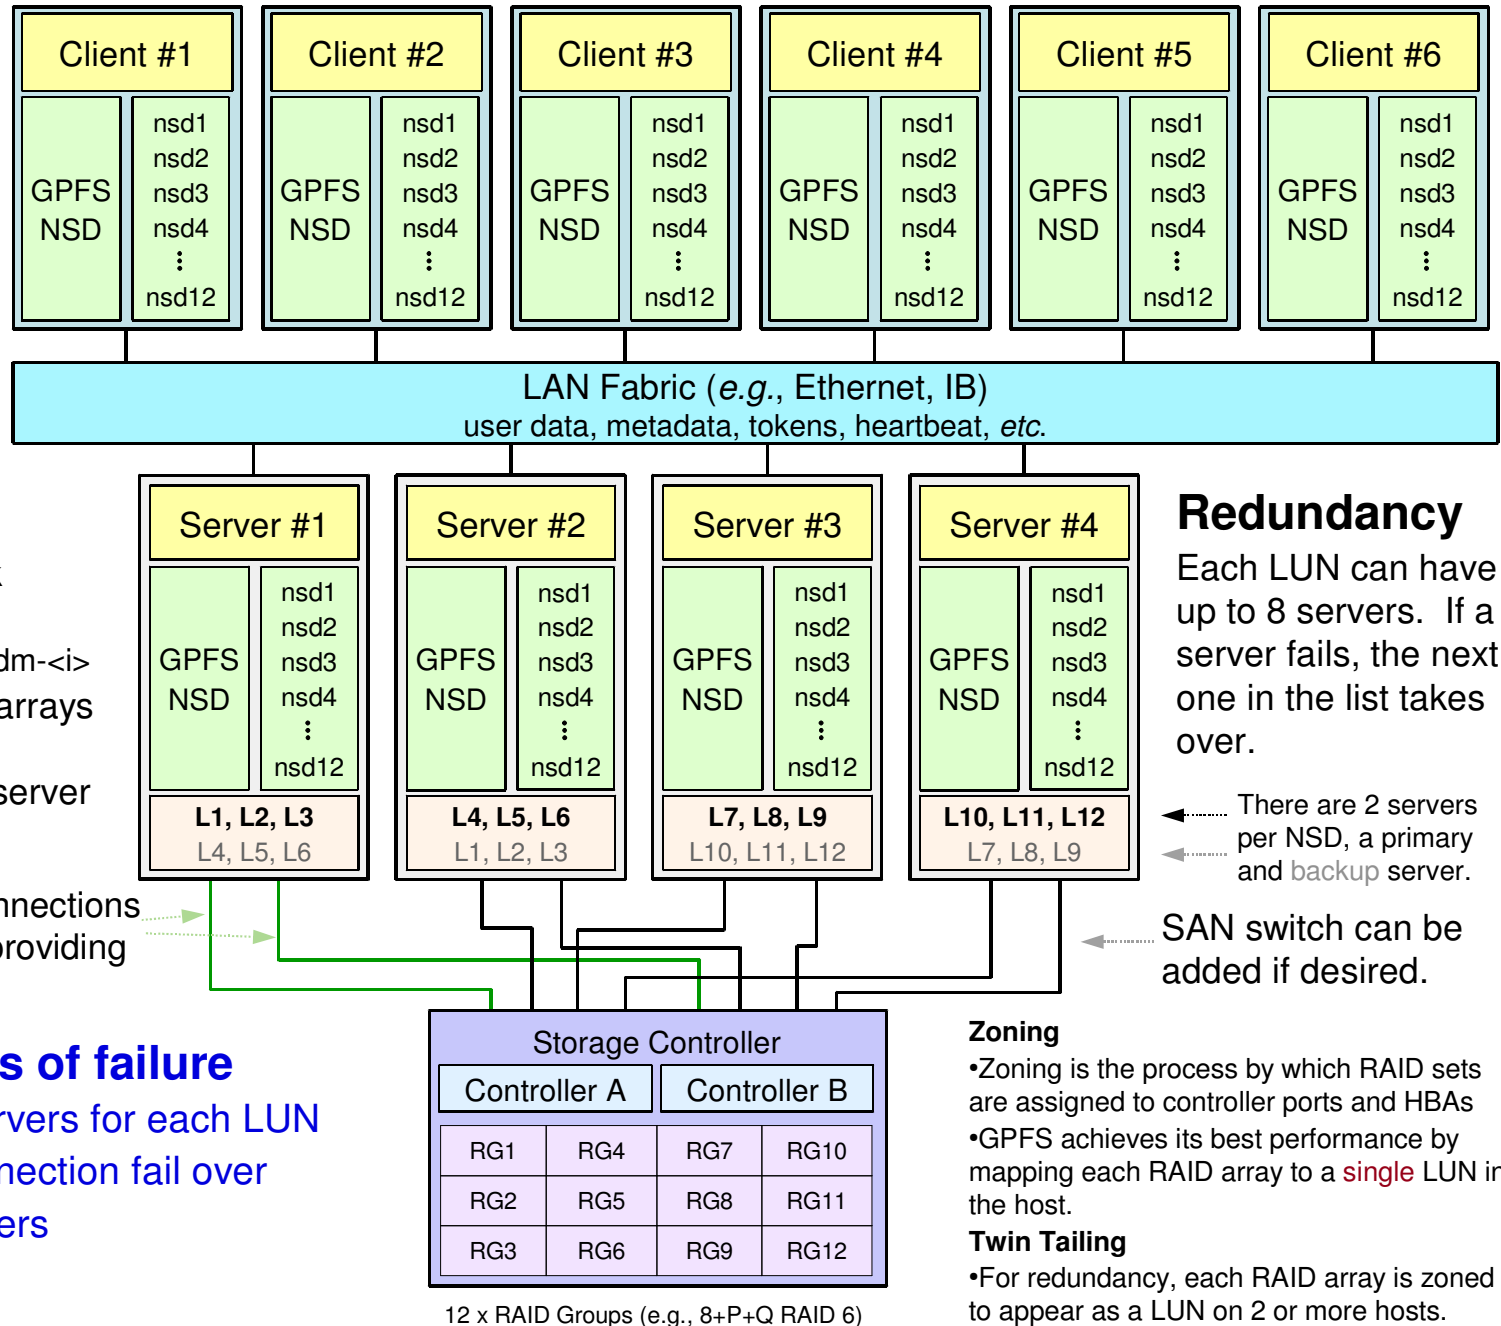 Client #1
GPFS
NSD
nsd1
nsd2
nsd3
nsd4
nsd12
Client #2
GPFS
NSD
nsd1
nsd2
nsd3
nsd4
nsd12
Client #3
GPFS
NSD
nsd1
nsd2
nsd3
nsd4
nsd12
Client #4
GPFS
NSD
nsd1
nsd2
nsd3
nsd4
nsd12
Client #5
GPFS
NSD
nsd1
nsd2
nsd3
nsd4
nsd12
Client #6
GPFS
NSD
nsd1
nsd2
nsd3
nsd4
nsd12
LAN Fabric (e.g., Ethernet, IB)
user data, metadata, tokens, heartbeat, etc.
dm-<i>
arrays
server
nnections
providing
Server #1
GPFS
NSD
nsd1
nsd2
nsd3
nsd4
nsd12
L1, L2, L3
L4, L5, L6
Server #2
GPFS
NSD
nsd1
nsd2
nsd3
nsd4
nsd12
L4, L5, L6
L1, L2, L3
Server #3
GPFS
NSD
nsd1
nsd2
nsd3
nsd4
nsd12
L7, L8, L9
L10, L11, L12
Server #4
GPFS
NSD
nsd1
nsd2
nsd3
nsd4
nsd12
L10, L11, L12
L7, L8, L9
Redundancy
Each LUN can have
up to 8 servers. If a
server fails, the next
one in the list takes
over.
There are 2 servers
per NSD, a primary
and backup server.
SAN switch can be
added if desired.
s of failure
rvers for each LUN
nection fail over
ers
Storage Controller
Controller A
Controller B
RG1 RG4 RG7 RG10
RG2 RG5 RG8 RG11
RG3 RG6 RG9 RG12
12 x RAID Groups (e.g., 8+P+Q RAID 6)
Zoning
•Zoning is the process by which RAID sets
are assigned to controller ports and HBAs
•GPFS achieves its best performance by
mapping each RAID array to a single LUN in
the host.
Twin Tailing
•For redundancy, each RAID array is zoned
to appear as a LUN on 2 or more hosts.